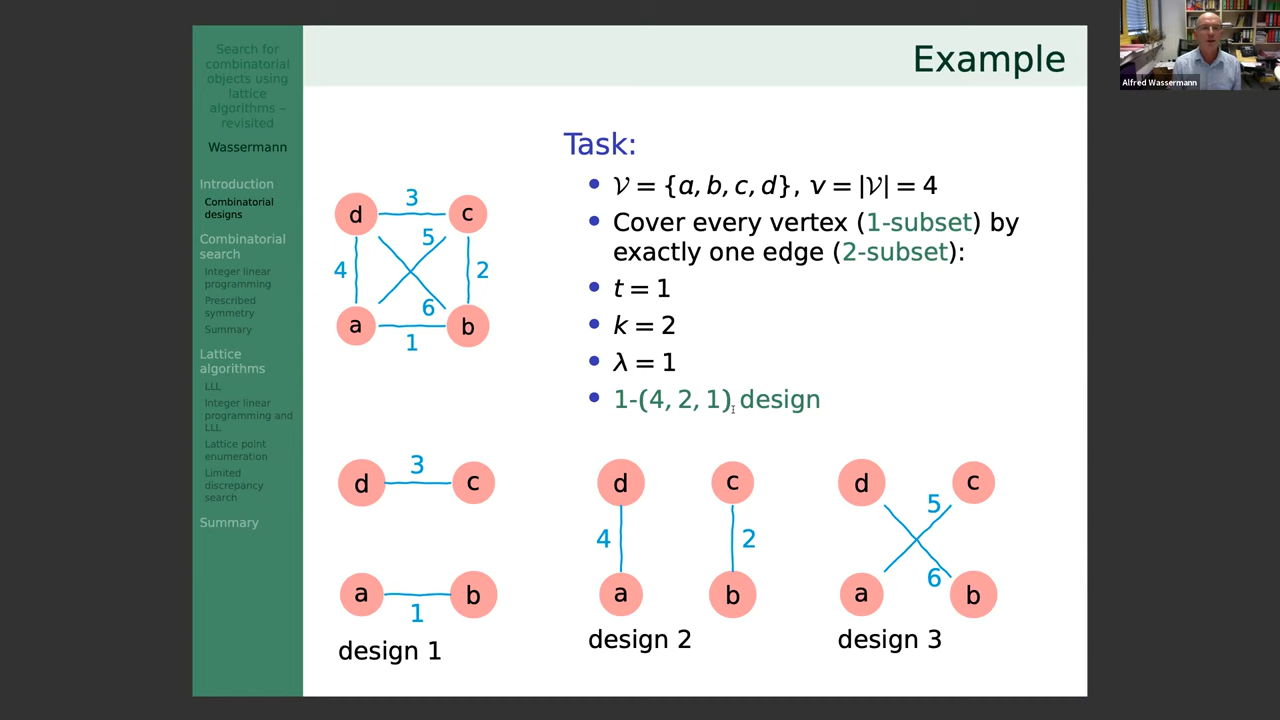 Search for
combinatorial
objects using
lattice
algorithms –
revisited
Wassermann
Introduction
Combinatorial
designs
Combinatorial
search
Integer linear
programming
Prescribed
symmetry
Summary
Lattice
algorithms
LLL
Integer linear
programming and
LLL
Lattice point
enumeration
Limited
discrepancy
search
Summary
Example
Task:
• 𝒱 = {a, b, c, d}, v = |𝒱| = 4
• Cover every vertex (1-subset) by
exactly one edge (2-subset):
• t = 1
• k = 2
• λ = 1
• 1-(4, 2, 1) design
d 3 c
5
4 2
6
a b
1
d 3 c
a b
1
design 1
d c
4 2
a b
design 2
d c
5
6
a b
design 3
Alfred Wassermann